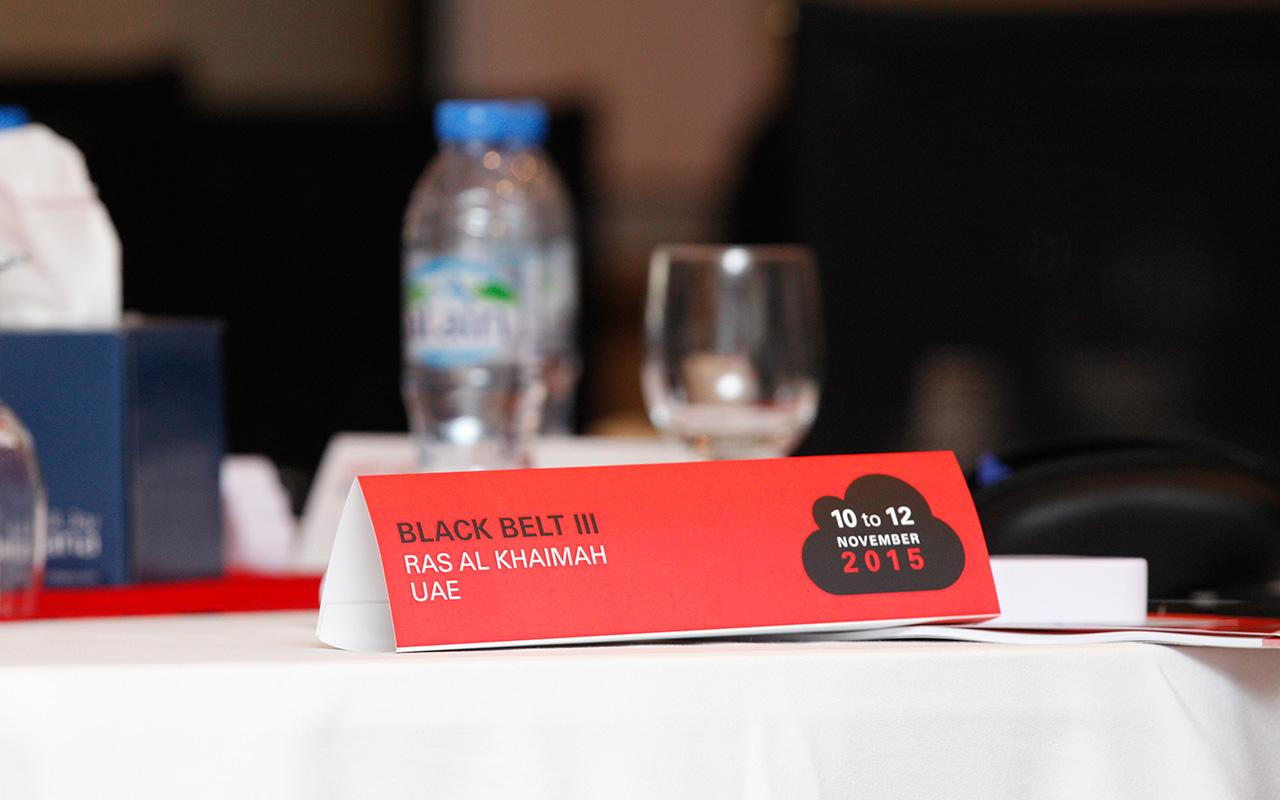 BLACK BELT III
RAS AL KHAIMAH
UAE
10 to 12
NOVEMBER
2015